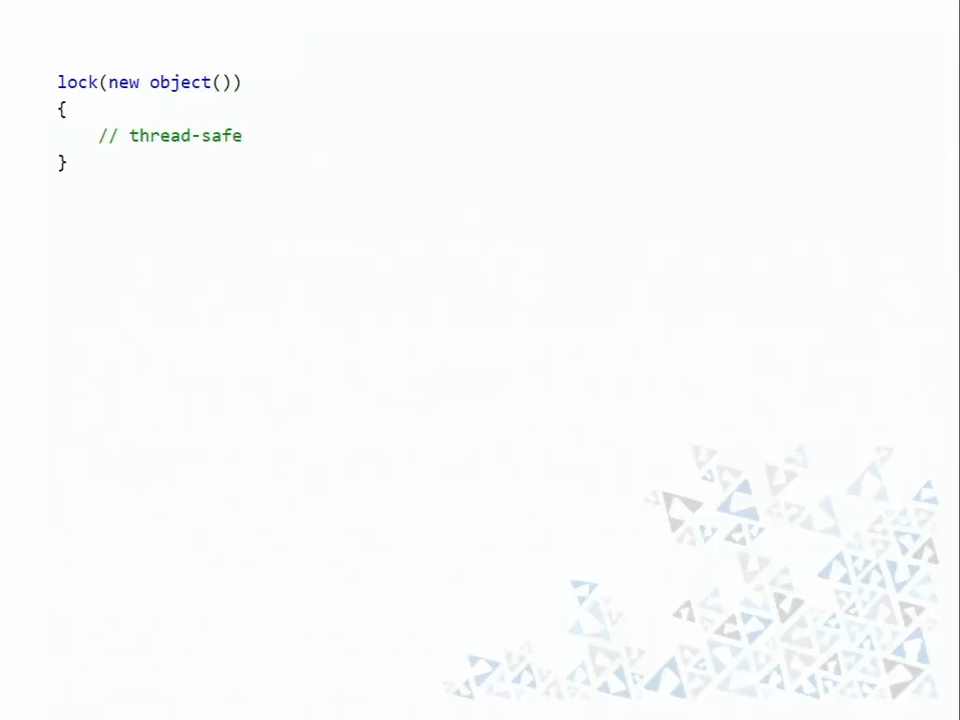 lock(new object())
{
    // thread-safe
}